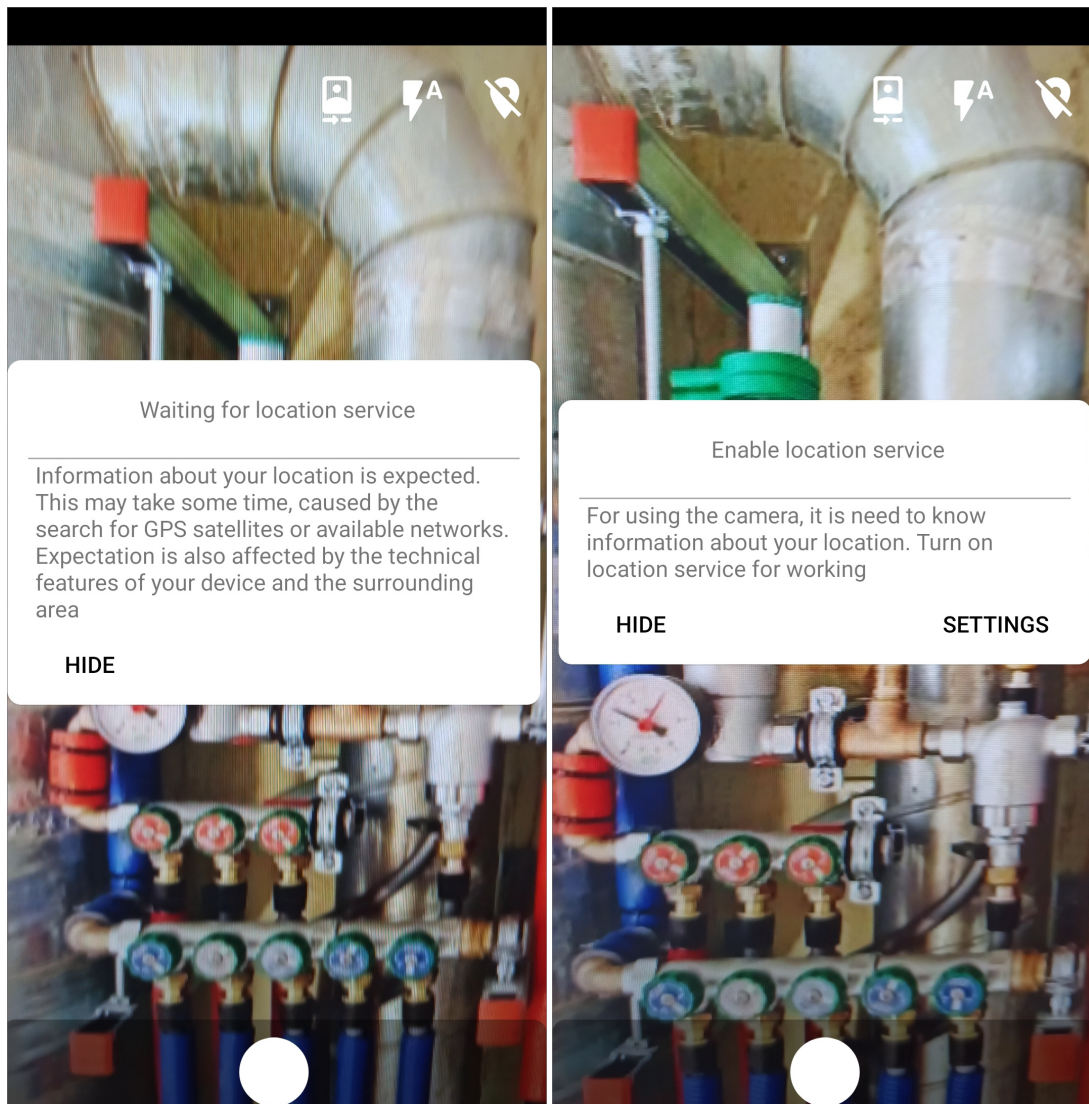 A
Waiting for location service
Information about your location is expected.
This may take some time, caused by the
search for GPS satellites or available networks.
Expectation is also affected by the technical
features of your device and the surrounding
area
HIDE
A
Enable location service
For using the camera, it is need to know
information about your location. Turn on
location service for working
HIDE SETTINGS